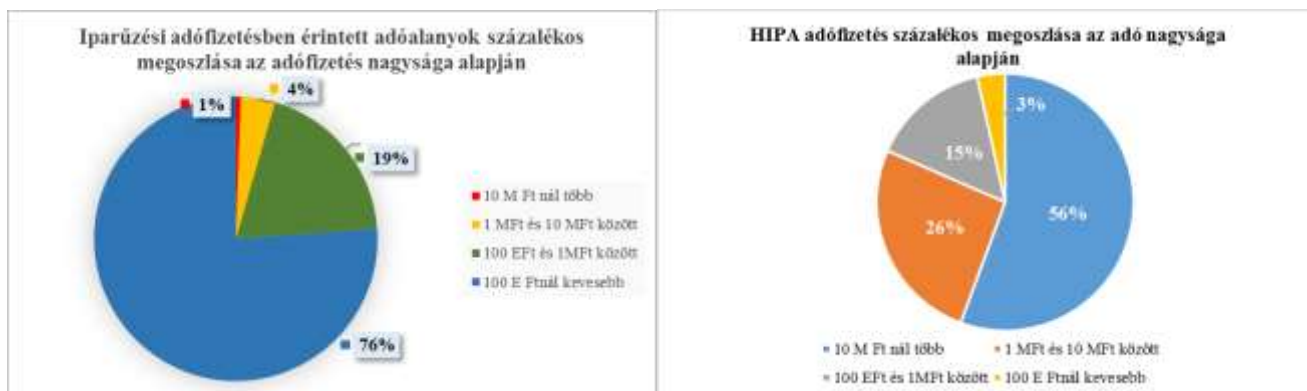 Iparűzési adófizetésben érintett adóalanyok százalékos
megoszlása az adófizetés nagysága alapján
1%
4%
19%
76%
10 M Ft nál több
1 MFt és 10 MFt között
100 EFt és 1MFt között
100 E Ftnál kevesebb
HIPA adófizetés százalékos megoszlása az adó nagysága
alapján
3%
15%
26%
56%
10 M Ft nál több
1 MFt és 10 MFt között
100 EFt és 1MFt között
100 E Ftnál kevesebb